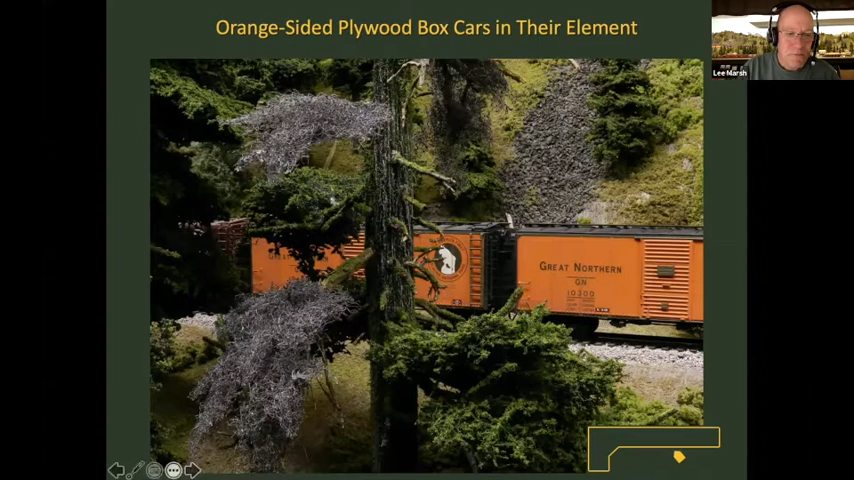 Orange-Sided Plywood Box Cars in Their Element
Lee Marsh
GREAT NORTHERN
GN
10300